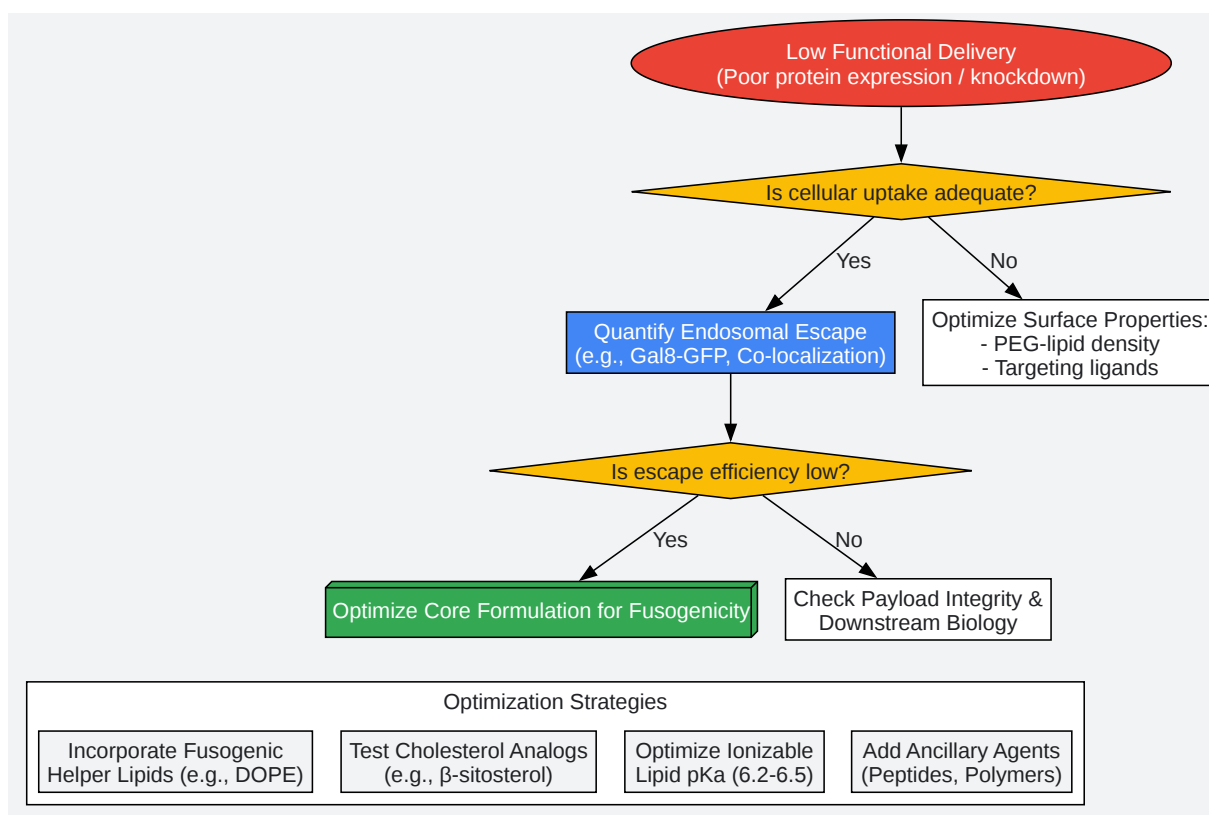 Low Functional Delivery
(Poor protein expression / knockdown)
Is cellular uptake adequate?
Yes
No
Quantify Endosomal Escape
(e.g., Gal8-GFP, Co-localization)
Optimize Surface Properties:
- PEG-lipid density
- Targeting ligands
Is escape efficiency low?
Yes
No
Optimize Core Formulation for Fusogenicity
Check Payload Integrity &
Downstream Biology
Optimization Strategies
Incorporate Fusogenic
Helper Lipids (e.g., DOPE)
Test Cholesterol Analogs
(e.g., β-sitosterol)
Optimize Ionizable
Lipid pKa (6.2-6.5)
Add Ancillary Agents
(Peptides, Polymers)